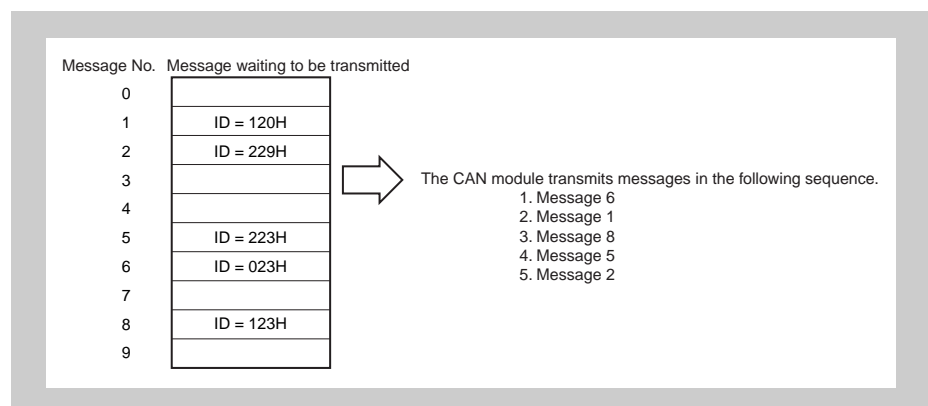 Message No. Message waiting to be transmitted
0
1 ID = 120H
2 ID = 229H
3
4
5 ID = 223H
6 ID = 023H
7
8 ID = 123H
9
The CAN module transmits messages in the following sequence.
1. Message 6
2. Message 1
3. Message 8
4. Message 5
5. Message 2